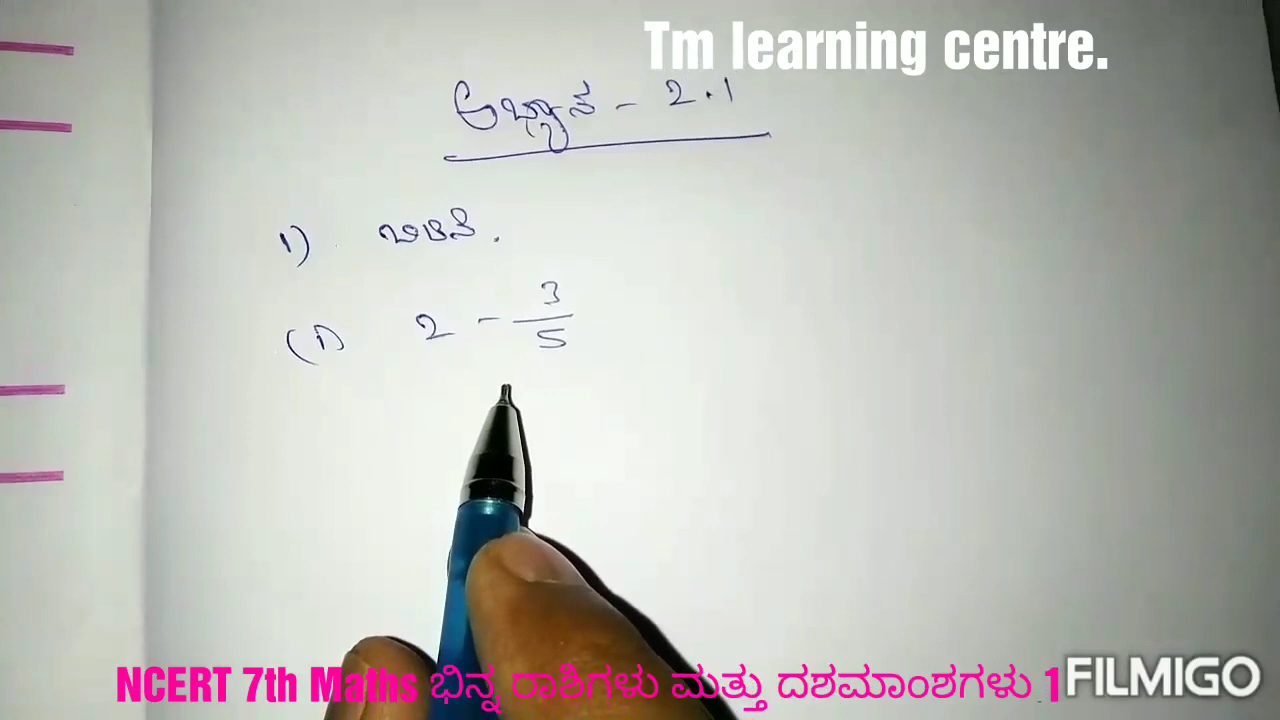 Tm learning centre.
ಅಭ್ಯಾಸ - 2.1
1) ಬಿಡಿಸಿ.
(1) 2 - 3/5
NCERT 7th Maths ಭಿನ್ನ ರಾಶಿಗಳು ಮತ್ತು ದಶಮಾಂಶಗಳು 1
FILMIGO